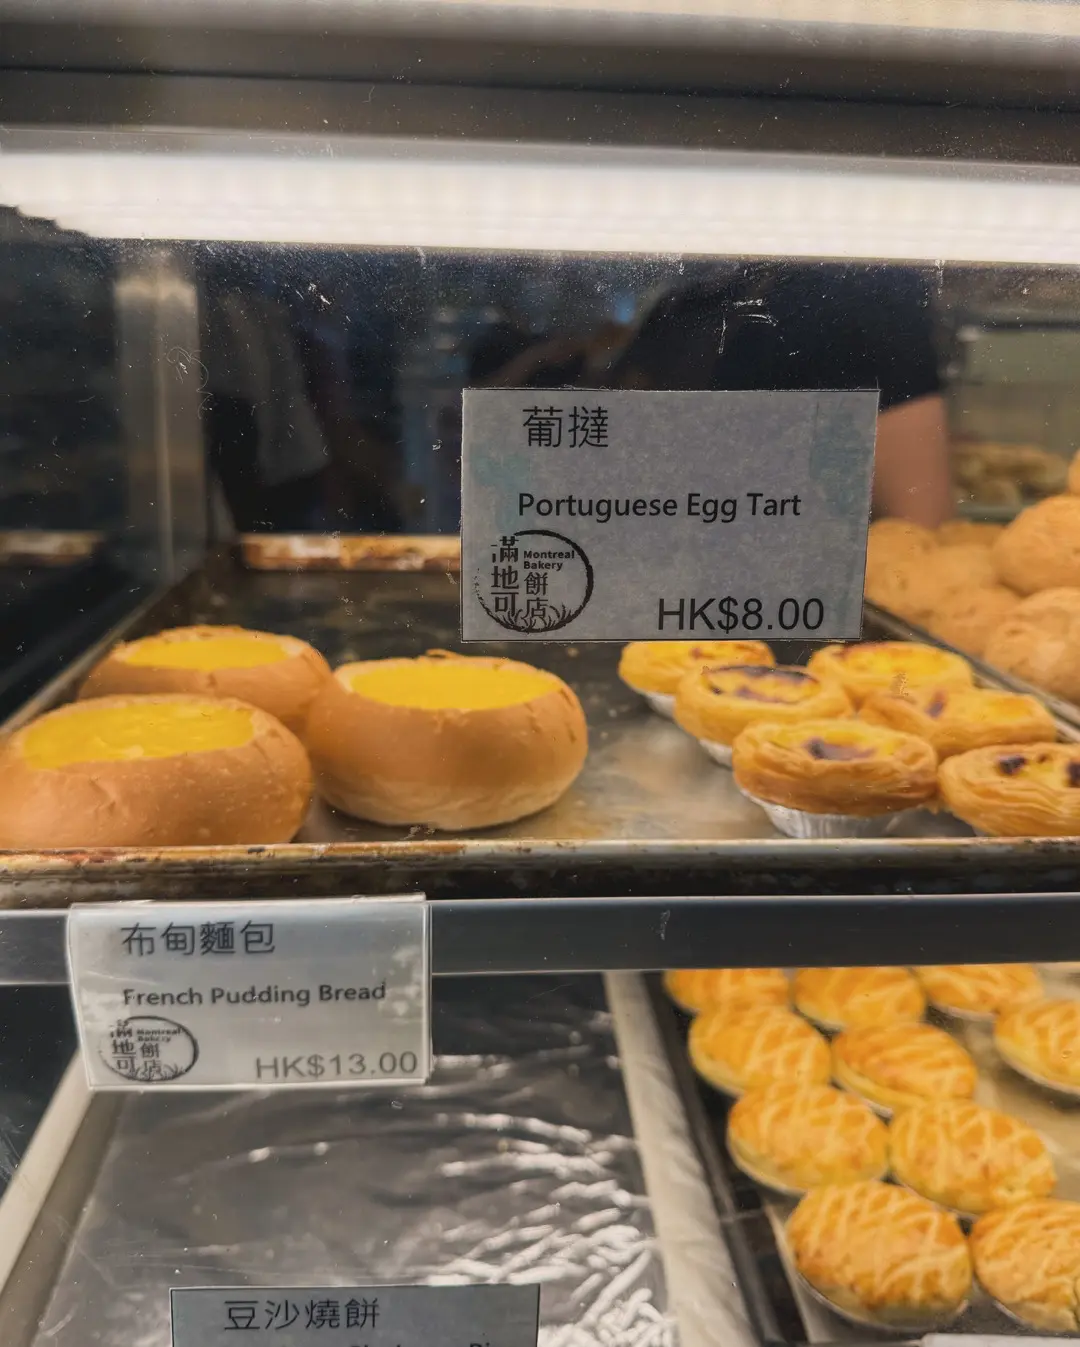 葡撻
Portuguese Egg Tart
滿地可
Montreal
Bakery
餅店
HK$8.00
布甸麵包
French Pudding Bread
滿地可
Montreal
Bakery
餅店
HK$13.00
豆沙燒餅